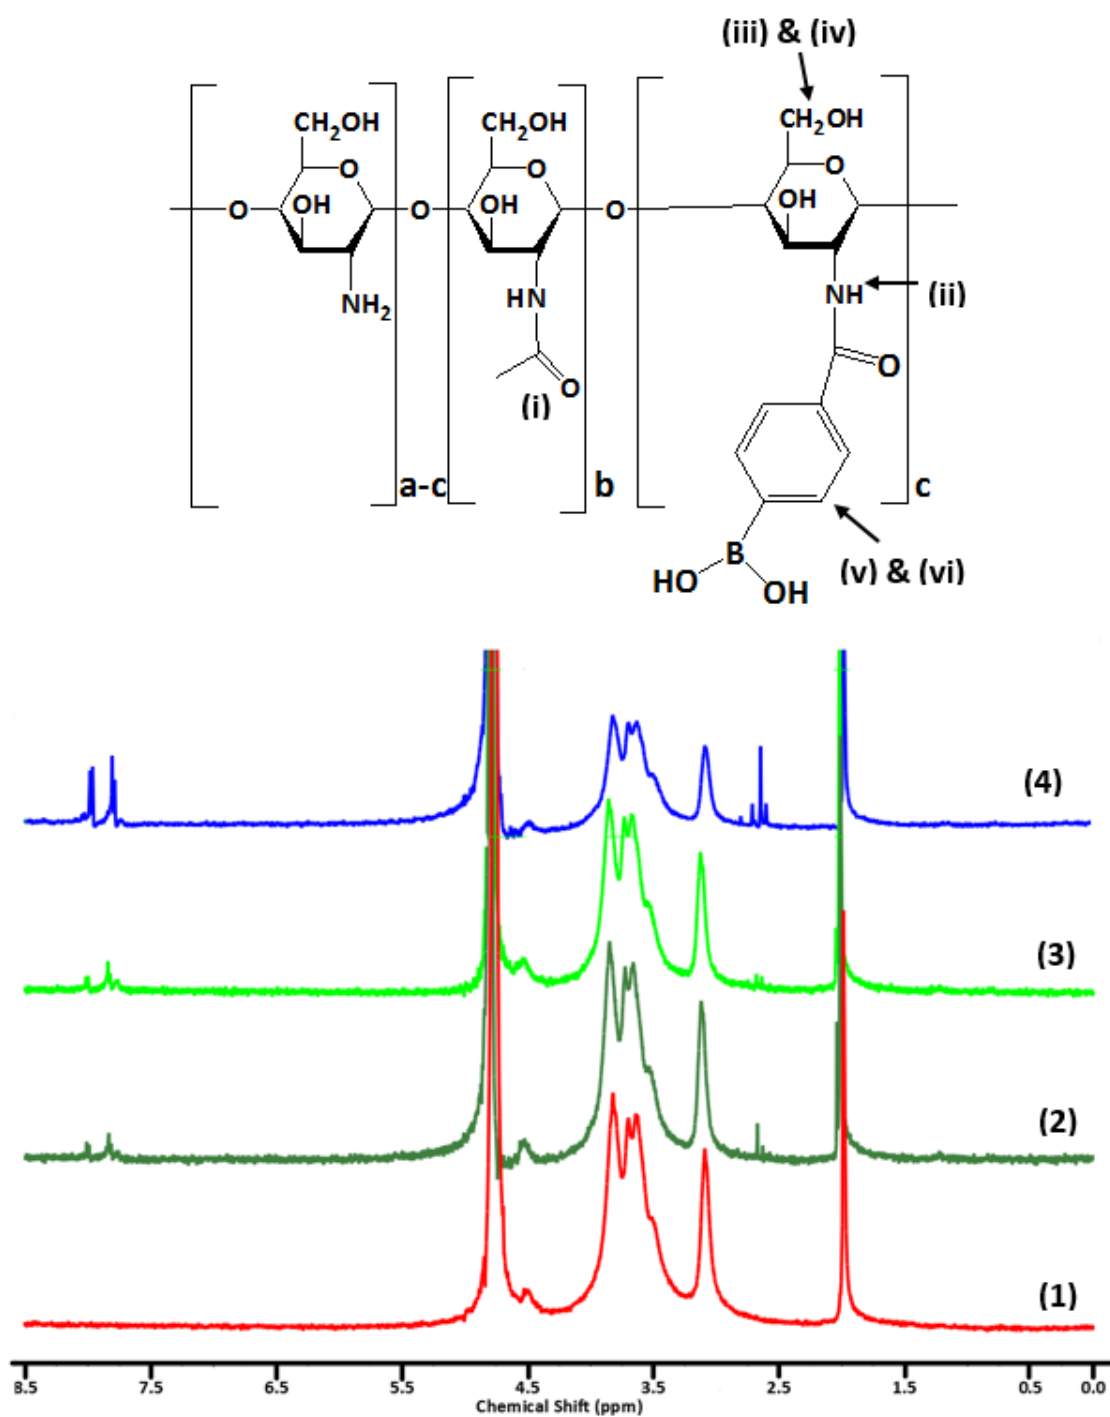 (iii) & (iv)
CH2OH CH2OH CH2OH
O O O
O OH O OH O OH
NH2 HN NH (ii)
O O
(i)
a-c b c
B
HO OH
(v) & (vi)
(4)
(3)
(2)
(1)
8.5 7.5 6.5 5.5 4.5 3.5 2.5 1.5 0.5 0.0
Chemical Shift (ppm)